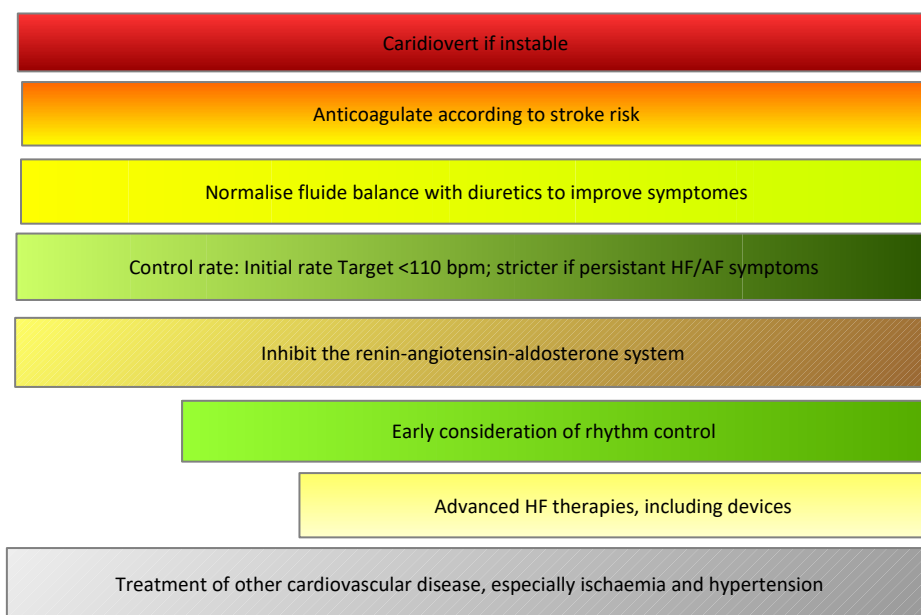 Caridiovert if instable
Anticoagulate according to stroke risk
Normalise fluide balance with diuretics to improve symptomes
Control rate: Initial rate Target <110 bpm; stricter if persistant HF/AF symptoms
Inhibit the renin-angiotensin-aldosterone system
Early consideration of rhythm control
Advanced HF therapies, including devices
Treatment of other cardiovascular disease, especially ischaemia and hypertension